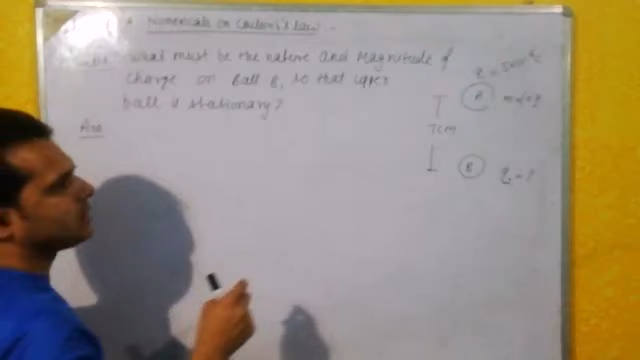 Numericals on Coulomb's Law
What must be the nature and Magnitude of
Charge on Ball B, so that upper
ball is stationary?
Ans
A
7cm
B
q = ?